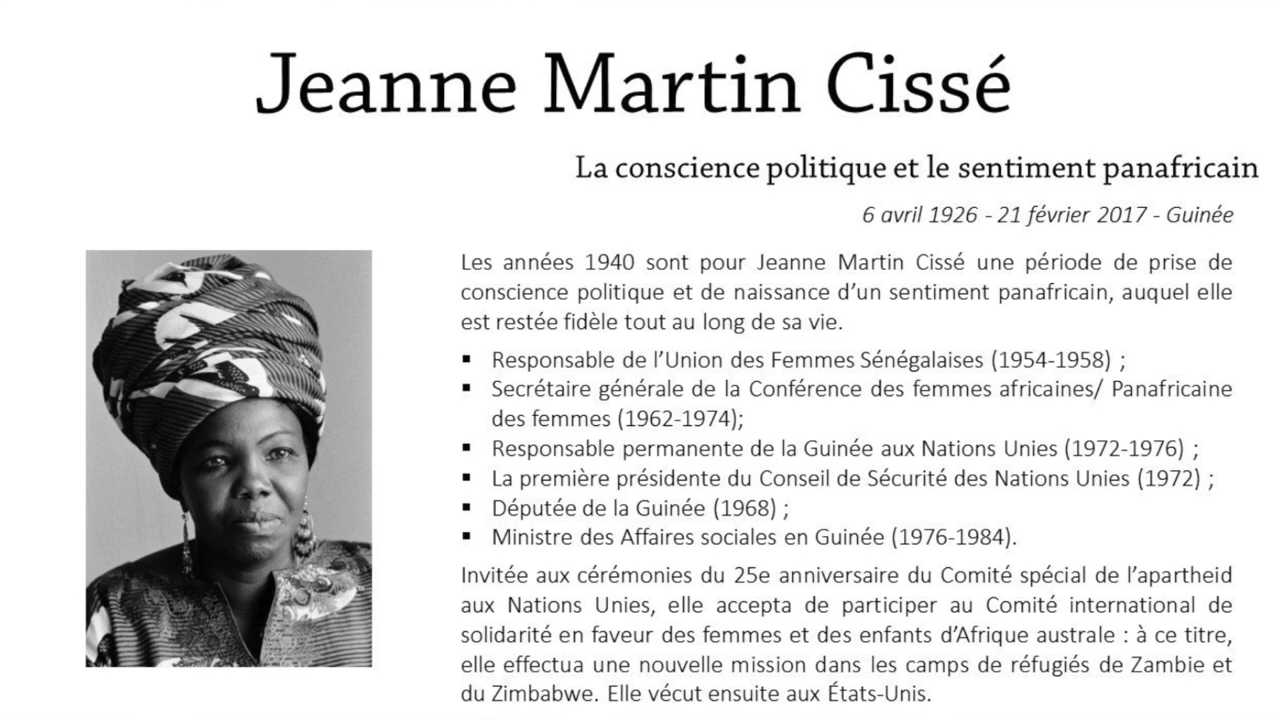 Jeanne Martin Cissé
La conscience politique et le sentiment panafricain
6 avril 1926 - 21 février 2017 - Guinée
Les années 1940 sont pour Jeanne Martin Cissé une période de prise de
conscience politique et de naissance d’un sentiment panafricain, auquel elle
est restée fidèle tout au long de sa vie.
▪ Responsable de l’Union des Femmes Sénégalaises (1954-1958) ;
▪ Secrétaire générale de la Conférence des femmes africaines/ Panafricaine
des femmes (1962-1974);
▪ Responsable permanente de la Guinée aux Nations Unies (1972-1976) ;
▪ La première présidente du Conseil de Sécurité des Nations Unies (1972) ;
▪ Députée de la Guinée (1968) ;
▪ Ministre des Affaires sociales en Guinée (1976-1984).
Invitée aux cérémonies du 25e anniversaire du Comité spécial de l’apartheid
aux Nations Unies, elle accepta de participer au Comité international de
solidarité en faveur des femmes et des enfants d’Afrique australe : à ce titre,
elle effectua une nouvelle mission dans les camps de réfugiés de Zambie et
du Zimbabwe. Elle vécut ensuite aux États-Unis.